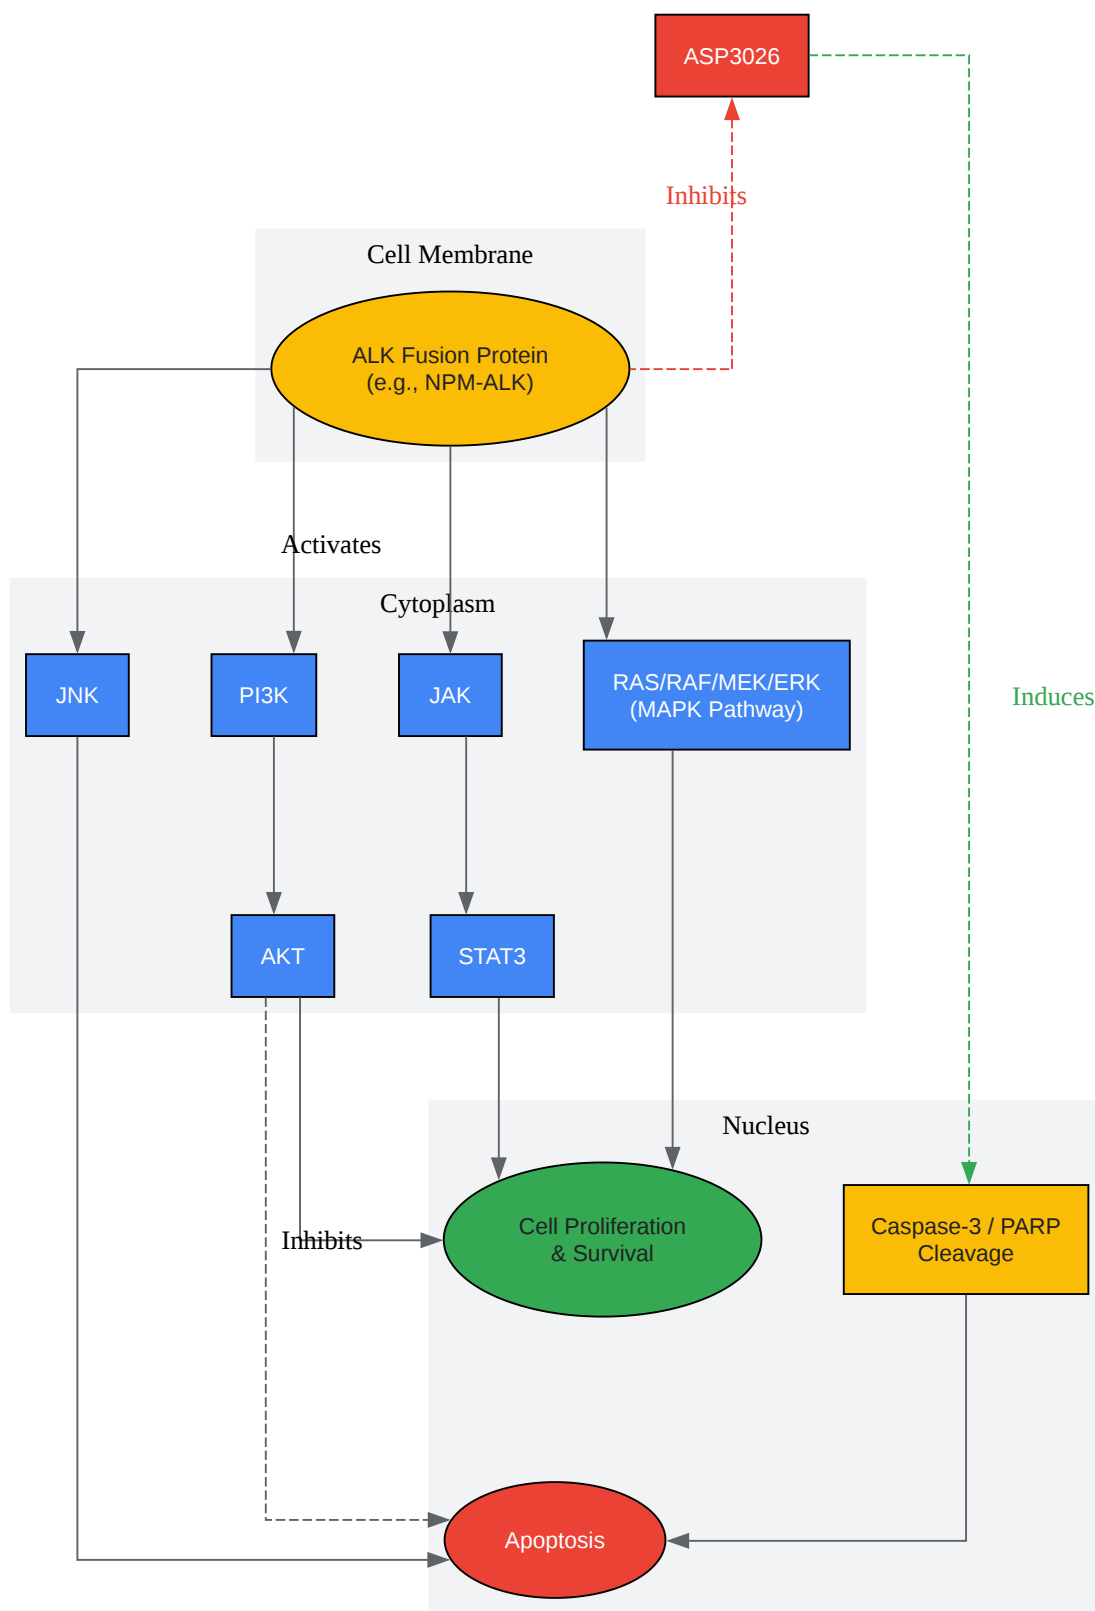 ASP3026
Inhibits
Cell Membrane
ALK Fusion Protein
(e.g., NPM-ALK)
Activates
Cytoplasm
JNK
PI3K
JAK
RAS/RAF/MEK/ERK
(MAPK Pathway)
Induces
AKT
STAT3
Nucleus
Cell Proliferation
& Survival
Caspase-3 / PARP
Cleavage
Inhibits
Apoptosis